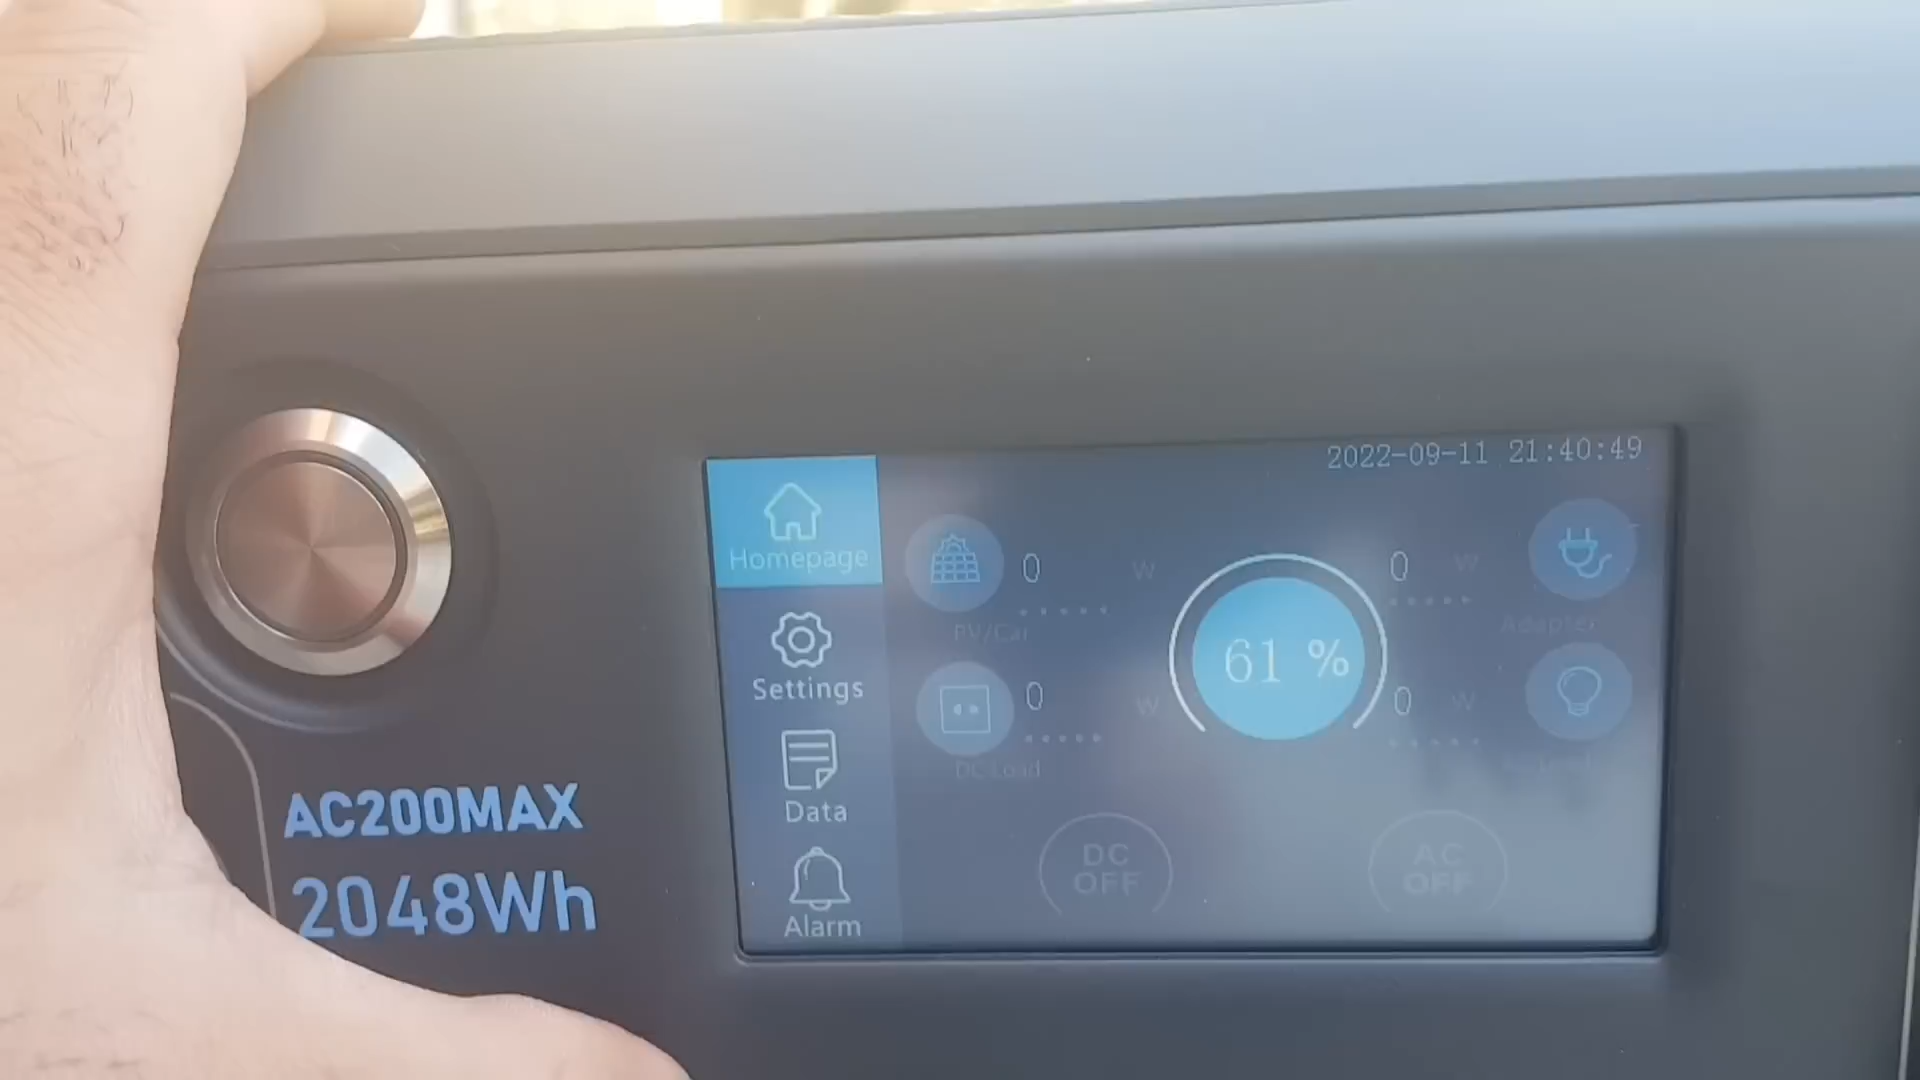 2022-09-11 21:40:49
Homepage
Settings
Data
Alarm
0 W
PV/Car
0 W
DC Load
61 %
0 W
Adapter
0 W
DC
OFF
AC
OFF
AC200MAX
2048Wh